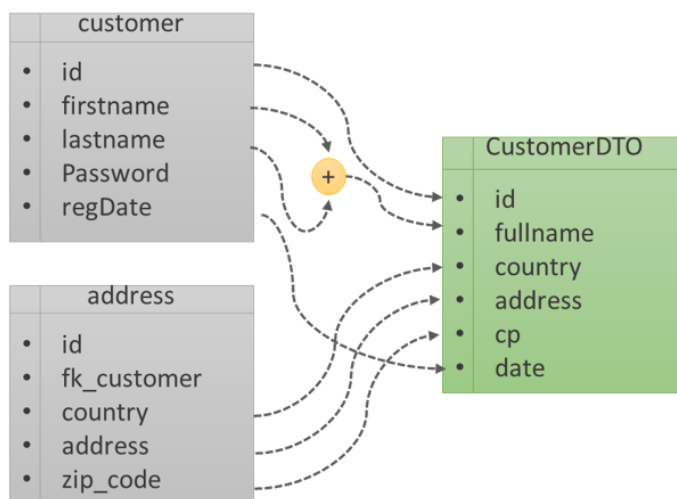 customer
• id
• firstname
• lastname
• Password
• regDate
+
CustomerDTO
• id
• fullname
• country
• address
• cp
• date
address
• id
• fk_customer
• country
• address
• zip_code